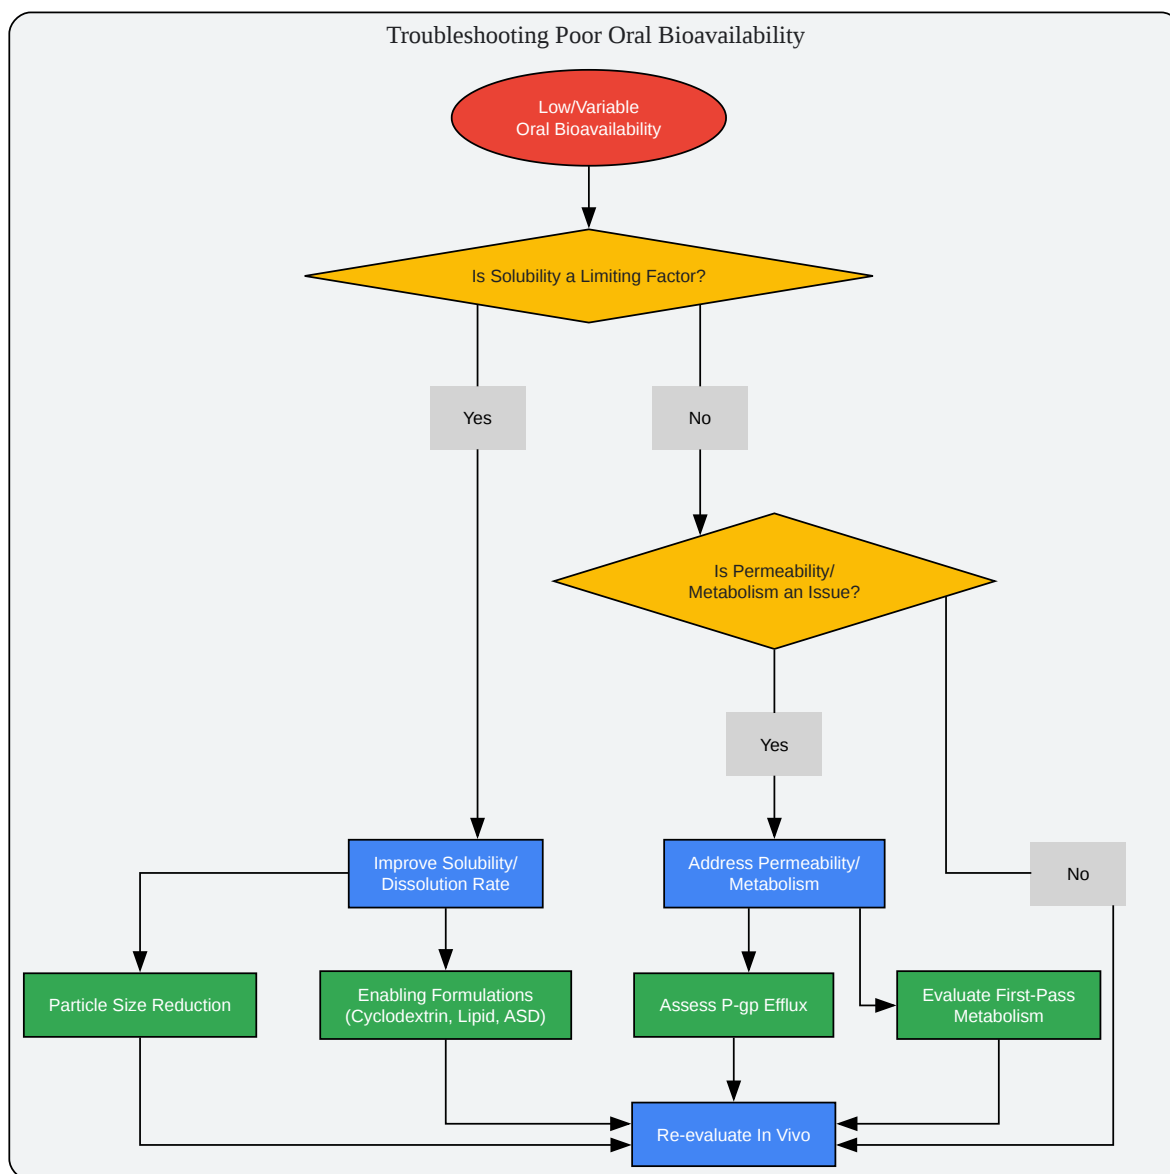 Troubleshooting Poor Oral Bioavailability
Low/Variable
Oral Bioavailability
Is Solubility a Limiting Factor?
Yes
No
Is Permeability/
Metabolism an Issue?
Yes
Improve Solubility/
Dissolution Rate
Address Permeability/
Metabolism
No
Particle Size Reduction
Enabling Formulations
(Cyclodextrin, Lipid, ASD)
Assess P-gp Efflux
Evaluate First-Pass
Metabolism
Re-evaluate In Vivo